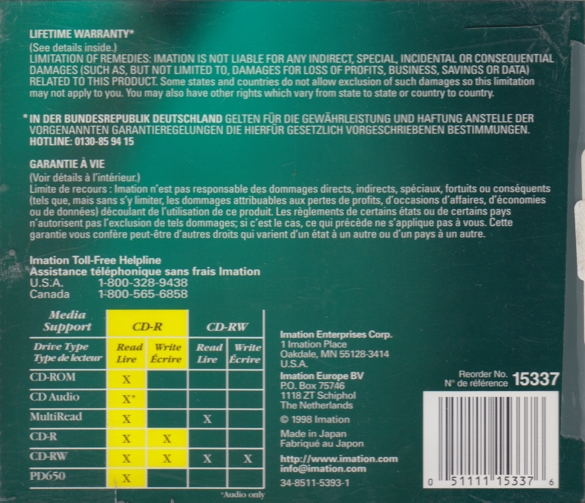 LIFETIME WARRANTY*
(See details inside.)
LIMITATION OF REMEDIES: IMATION IS NOT LIABLE FOR ANY INDIRECT, SPECIAL, INCIDENTAL OR CONSEQUENTIAL
DAMAGES (SUCH AS, BUT NOT LIMITED TO, DAMAGES FOR LOSS OF PROFITS, BUSINESS, SAVINGS OR DATA)
RELATED TO THIS PRODUCT. Some states and countries do not allow exclusion of such damages so this limitation
may not apply to you. You may also have other rights which vary from state to state or country to country.
*IN DER BUNDESREPUBLIK DEUTSCHLAND GELTEN FÜR DIE GEWÄHRLEISTUNG UND HAFTUNG ANSTELLE DER
VORGENANNTEN GARANTIEREGELUNGEN DIE HIERFÜR GESETZLICH VORGESCHRIEBENEN BESTIMMUNGEN.
HOTLINE: 0130-85 94 15
GARANTIE À VIE
(Voir détails à l'intérieur.)
Limite de recours : Imation n'est pas responsable des dommages directs, indirects, spéciaux, fortuits ou conséquents
(tels que, mais sans s'y limiter, les dommages attribuables aux pertes de profits, d'occasions d'affaires, d'économies
ou de données) découlant de l'utilisation de ce produit. Les règlements de certains états ou de certains pays
n'autorisent pas l'exclusion de tels dommages; si c'est le cas, ce qui précède ne s'applique pas à vous. Cette
garantie vous confère peut-être d'autres droits qui varient d'un état à un autre ou d'un pays à un autre.
Imation Toll-Free Helpline
Assistance téléphonique sans frais Imation
U.S.A. 1-800-328-9438
Canada 1-800-565-6858
Media Support CD-R CD-RW
Drive Type Read Write Read Write
Type de lecteur Lire Écrire Lire Écrire
CD-ROM X
CD Audio X*
MultiRead X X
CD-R X X
CD-RW X X X X
PD650 X
*Audio only
Imation Enterprises Corp.
1 Imation Place
Oakdale, MN 55128-3414
U.S.A.
Imation Europe BV
P.O. Box 75746
1118 ZT Schiphol
The Netherlands
© 1998 Imation
Made in Japan
Fabriqué au Japon
http://www.imation.com
info@imation.com
34-8511-5393-1
Reorder No.
N° de référence 15337
0 51111 15337 6